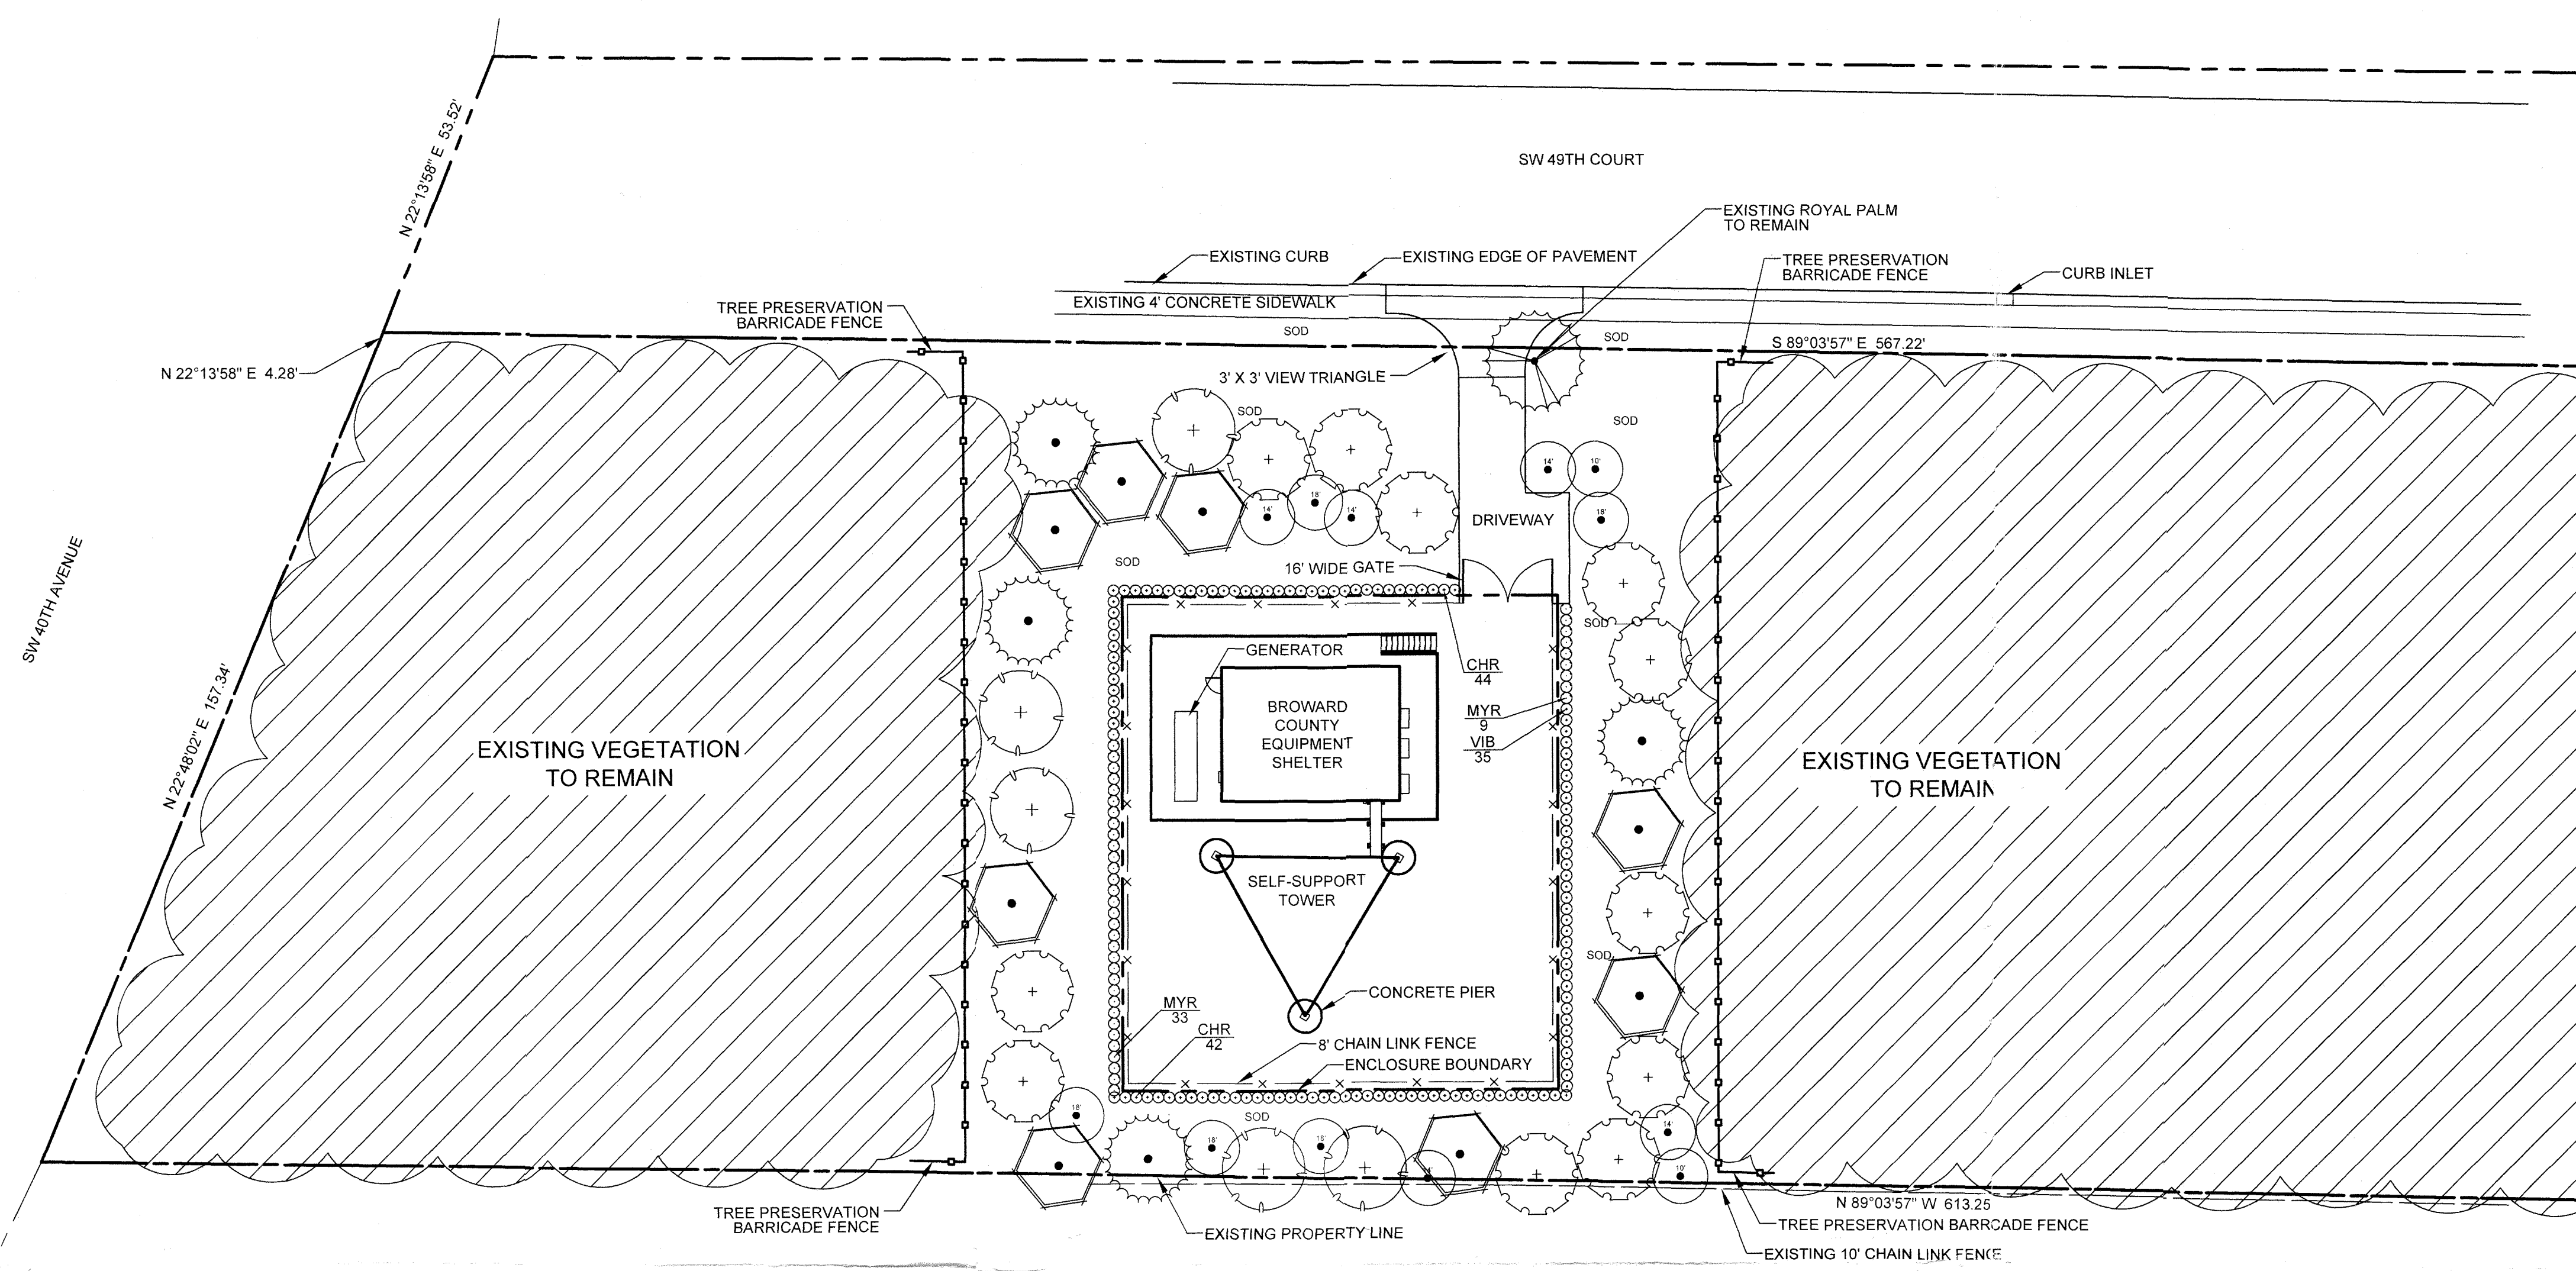 N 22°13'58" E  53.52'
SW 49TH COURT
EXISTING ROYAL PALM
TO REMAIN
EXISTING CURB
EXISTING EDGE OF PAVEMENT
TREE PRESERVATION
BARRICADE FENCE
CURB INLET
TREE PRESERVATION
BARRICADE FENCE
EXISTING 4' CONCRETE SIDEWALK
SOD
SOD
S 89°03'57" E  567.22'
N 22°13'58" E  4.28'
3' X 3' VIEW TRIANGLE
SOD
SOD
14'
10'
18'
14'
14'
18'
DRIVEWAY
SOD
16' WIDE GATE
SW 40TH AVENUE
SOD
GENERATOR
CHR
44
N 22°48'02" E  157.34'
BROWARD
COUNTY
EQUIPMENT
SHELTER
MYR
9
VIB
35
EXISTING VEGETATION
TO REMAIN
EXISTING VEGETATION
TO REMAIN
SELF-SUPPORT
TOWER
SOD
CONCRETE PIER
MYR
33
CHR
42
8' CHAIN LINK FENCE
ENCLOSURE BOUNDARY
SOD
18'
18'
14'
10'
N 89°03'57" W  613.25
TREE PRESERVATION
BARRICADE FENCE
EXISTING PROPERTY LINE
TREE PRESERVATION BARRCADE FENCE
EXISTING 10' CHAIN LINK FENCE